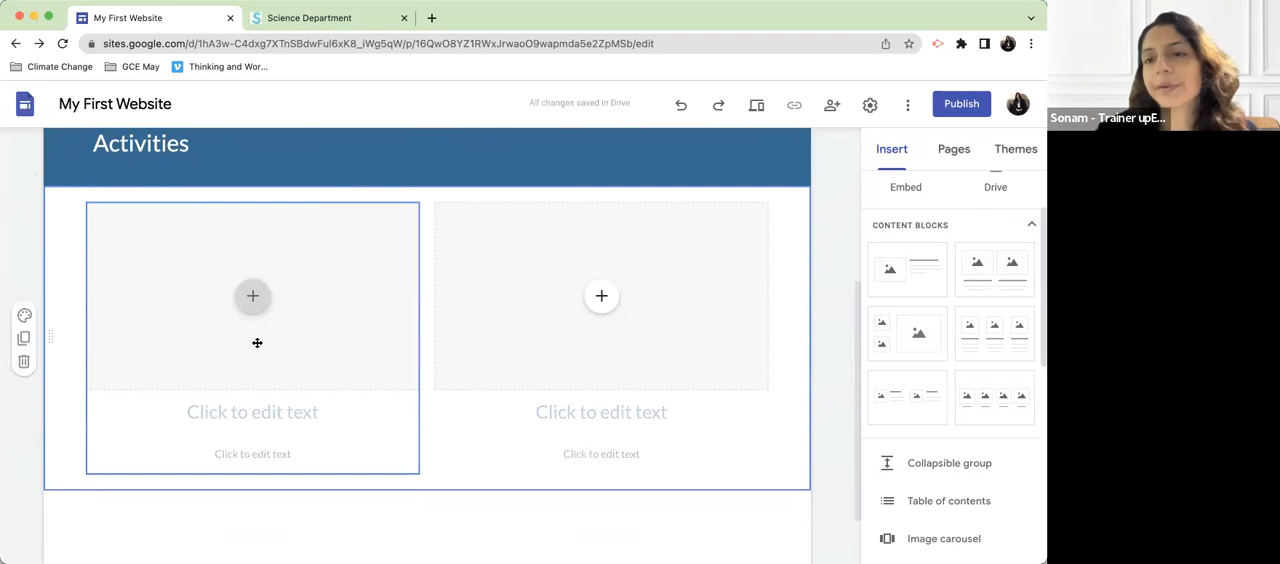 My First Website
Science Department
sites.google.com/d/1hA3w-C4dxg7XTnSBdwFul6xK8_iWg5qW/p/16QwO8YZ1RWxJrwaoO9wapmda5e2ZpMSb/edit
Climate Change
GCE May
Thinking and Wor...
My First Website
All changes saved in Drive
Publish
Sonam - Trainer upE...
Activities
Insert
Pages
Themes
Embed
Drive
CONTENT BLOCKS
Click to edit text
Click to edit text
Click to edit text
Click to edit text
Collapsible group
Table of contents
Image carousel